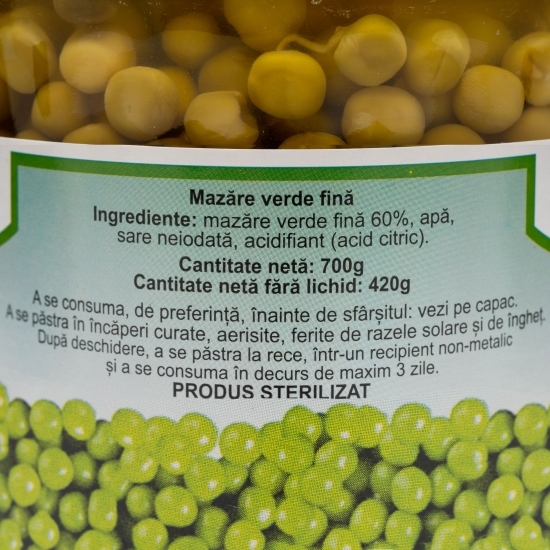 Mazăre verde fină
Ingrediente: mazăre verde fină 60%, apă,
sare neiodată, acidifiant (acid citric).
Cantitate netă: 700g
Cantitate netă fără lichid: 420g
A se consuma, de preferință, înainte de sfârșitul: vezi pe capac.
A se păstra în încăperi curate, aerisite, ferite de razele solare și de îngheț.
După deschidere, a se păstra la rece, într-un recipient non-metalic
și a se consuma în decurs de maxim 3 zile.
PRODUS STERILIZAT